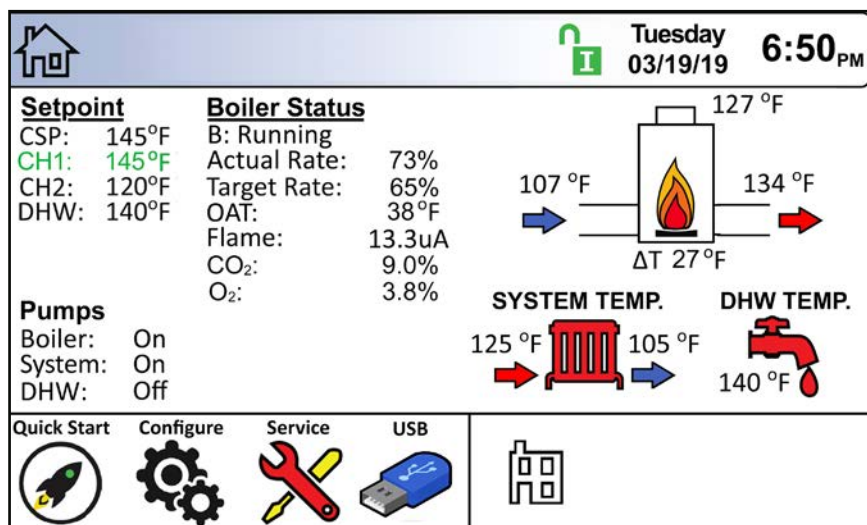 Tuesday
03/19/19
6:50PM
I
Setpoint
CSP: 145°F
CH1: 145°F
CH2: 120°F
DHW: 140°F
Boiler Status
B: Running
Actual Rate: 73%
Target Rate: 65%
OAT: 38°F
Flame: 13.3uA
CO₂: 9.0%
O₂: 3.8%
127 °F
107 °F
134 °F
ΔT 27°F
Pumps
Boiler: On
System: On
DHW: Off
SYSTEM TEMP.
125 °F
105 °F
DHW TEMP.
140 °F
Quick Start
Configure
Service
USB